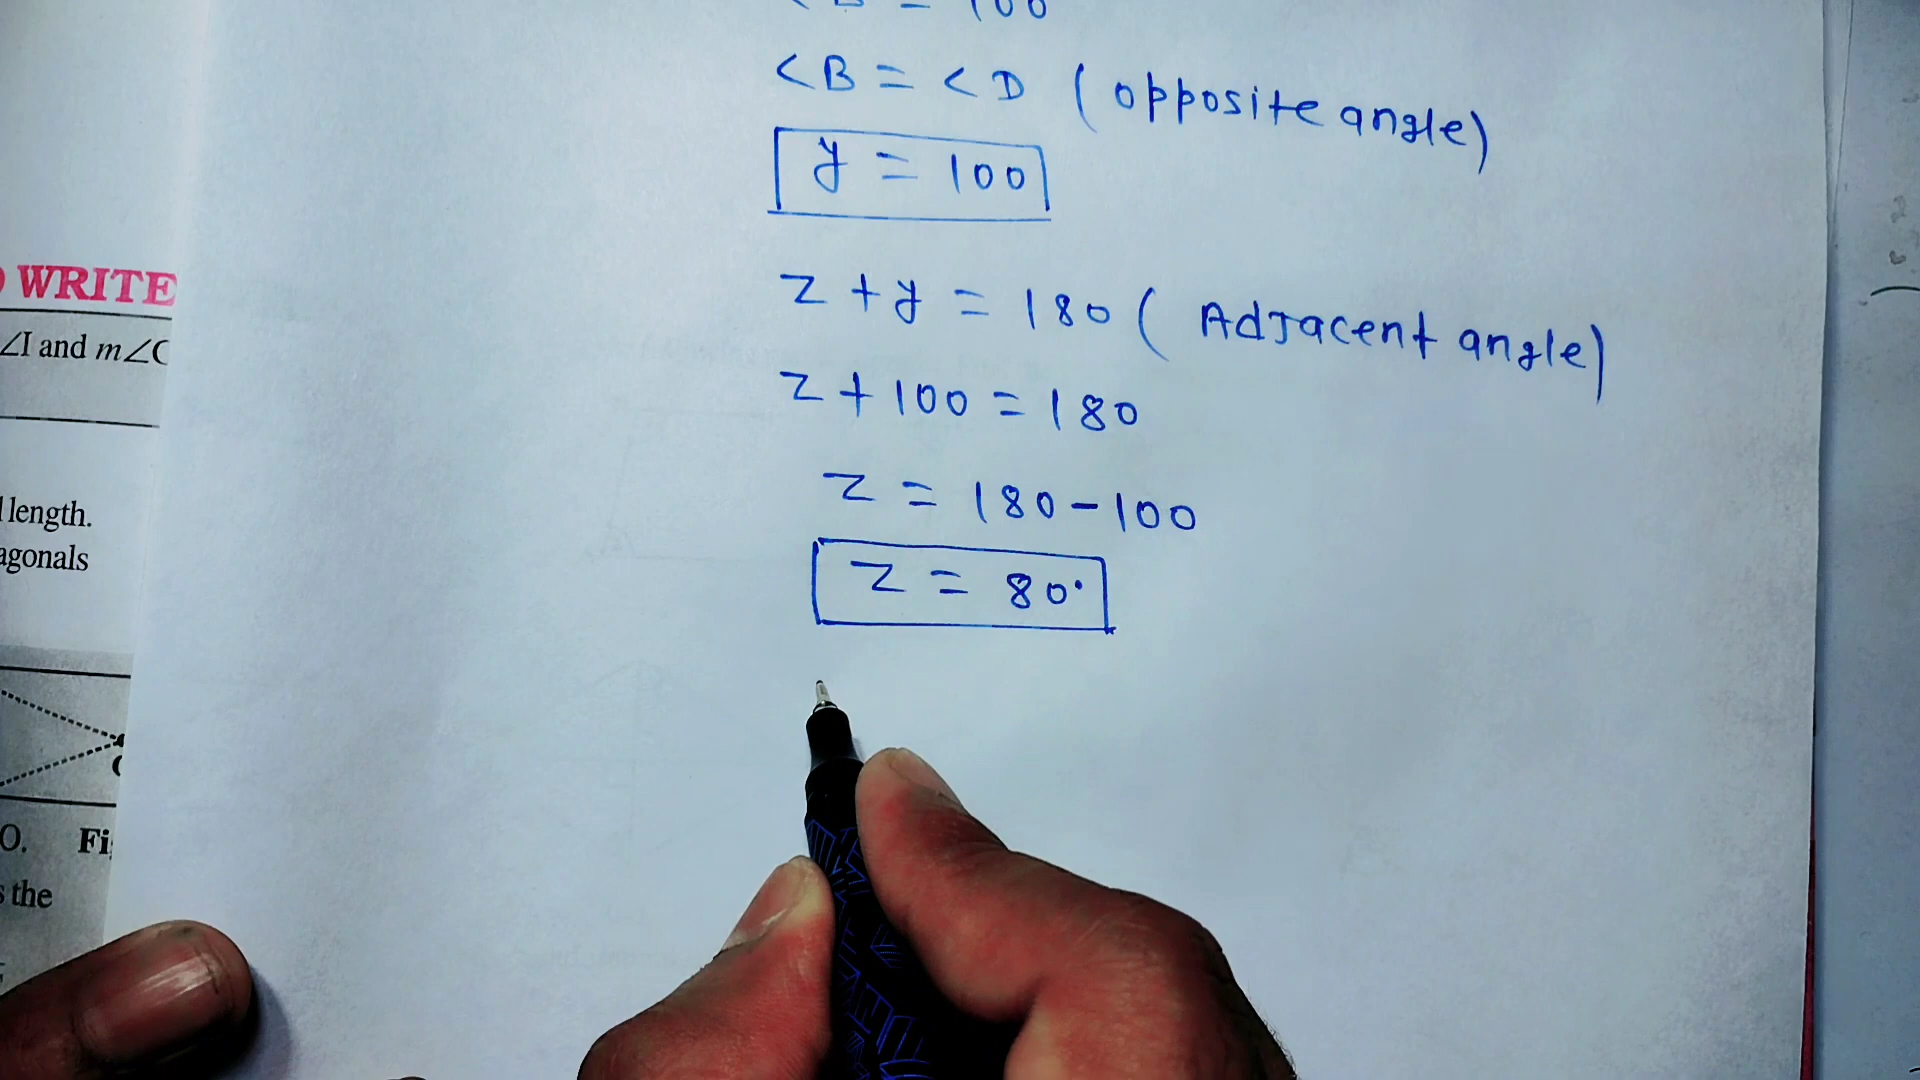 <B = <D (opposite angle)
y = 100
z + y = 180 (Adjacent angle)
z + 100 = 180
z = 180 - 100
z = 80°
WRITE
∠I and m∠C
length.
agonals
O. Fi
the